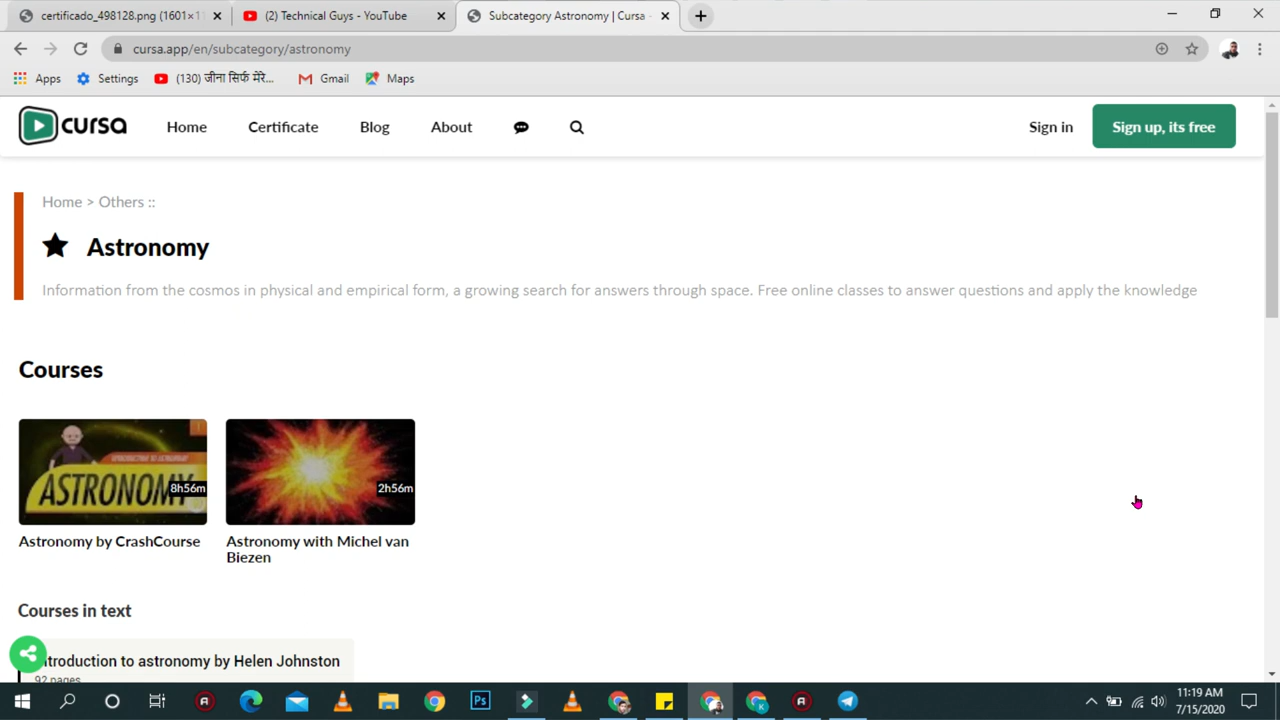 certificado_498128.png (1601×11
(2) Technical Guys - YouTube
Subcategory Astronomy | Cursa -
cursa.app/en/subcategory/astronomy
Apps Settings (130) जीना सिर्फ मेरे... Gmail Maps
cursa Home Certificate Blog About Sign in Sign up, its free
Home > Others ::
Astronomy
Information from the cosmos in physical and empirical form, a growing search for answers through space. Free online classes to answer questions and apply the knowledge
Courses
ASTRONOMY
8h56m
2h56m
Astronomy by CrashCourse
Astronomy with Michel van
Biezen
Courses in text
troduction to astronomy by Helen Johnston
92 pages
Ps
K
11:19 AM
7/15/2020